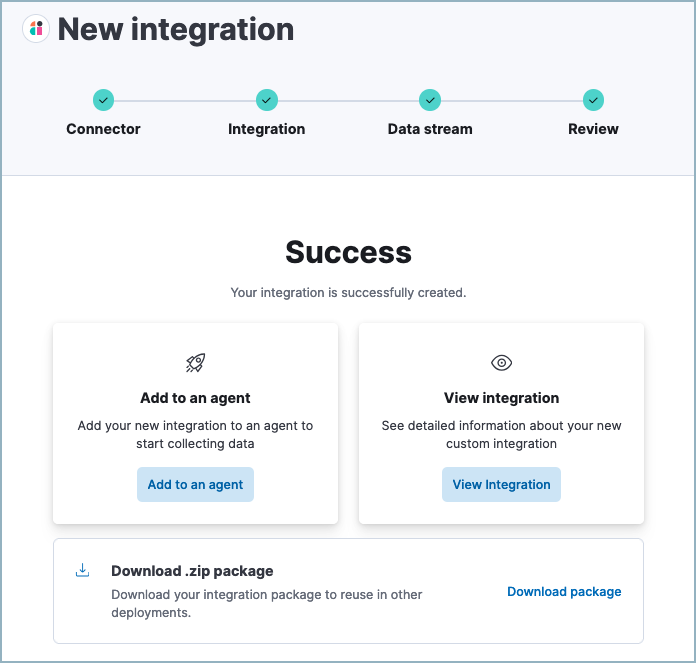 New integration
Connector
Integration
Data stream
Review
Success
Your integration is successfully created.
Add to an agent
Add your new integration to an agent to
start collecting data
Add to an agent
View integration
See detailed information about your new
custom integration
View Integration
Download .zip package
Download your integration package to reuse in other
deployments.
Download package